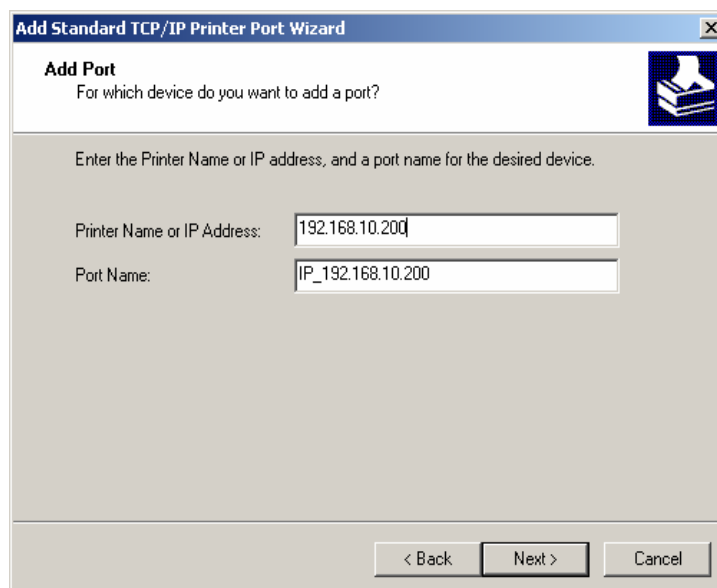 Add Standard TCP/IP Printer Port Wizard
Add Port
For which device do you want to add a port?
Enter the Printer Name or IP address, and a port name for the desired device.
Printer Name or IP Address: 192.168.10.200
Port Name: IP_192.168.10.200
< Back Next > Cancel